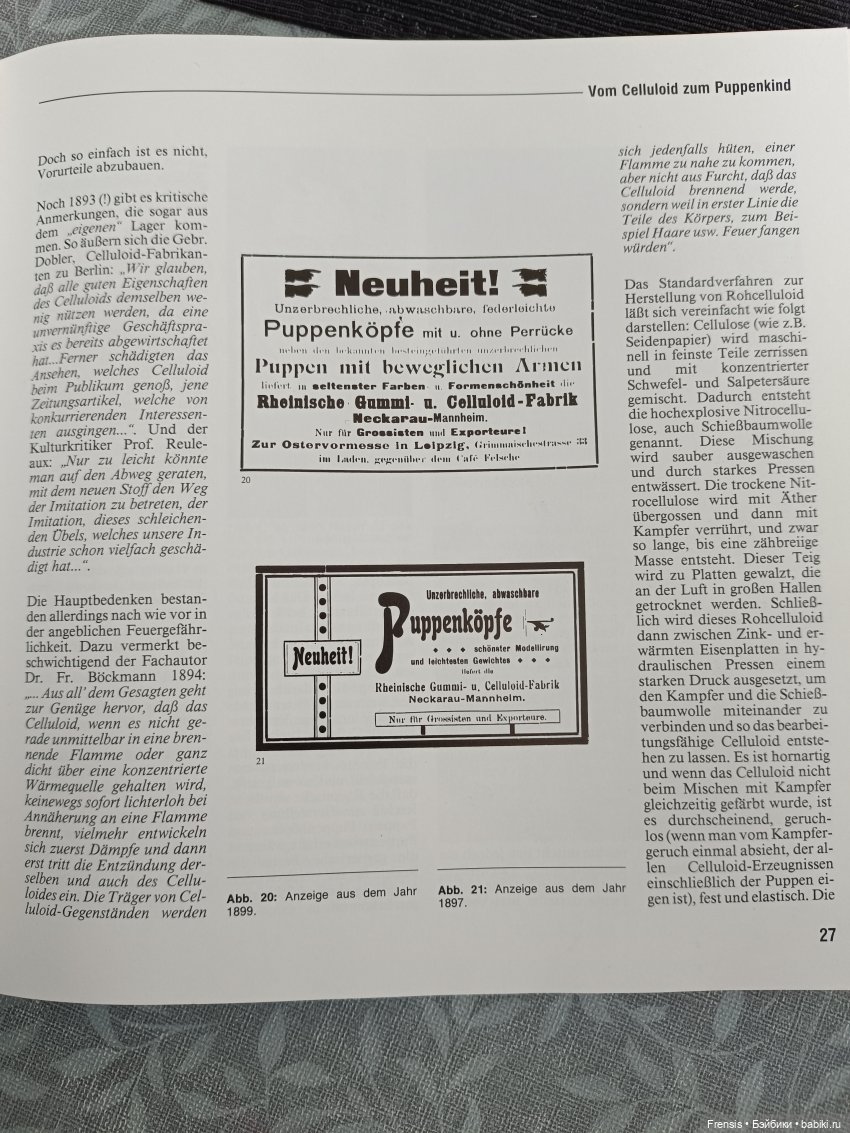 Vom Celluloid zum Puppenkind
Doch so einfach ist es nicht,
Vorurteile abzubauen.
Noch 1893 (!) gibt es kritische
Anmerkungen, die sogar aus
dem „eigenen“ Lager kom-
men. So äußern sich die Gebr.
Dobler, Celluloid-Fabrikan-
ten zu Berlin: „Wir glauben,
daß alle guten Eigenschaften
des Celluloids demselben we-
nig nützen werden, da eine
unvernünftige Geschäftspra-
xis es bereits abgewirtschaftet
hat...Ferner schädigten das
Ansehen, welches Celluloid
beim Publikum genoß, jene
Zeitungsartikel, welche von
konkurrierenden Interessen-
ten ausgingen...“. Und der
Kulturkritiker Prof. Reule-
aux: „Nur zu leicht könnte
man auf den Abweg geraten,
mit dem neuen Stoff den Weg
der Imitation zu betreten, der
Imitation, dieses schleichen-
den Übels, welches unsere In-
dustrie schon vielfach geschä-
digt hat...“.
Die Hauptbedenken bestan-
den allerdings nach wie vor in
der angeblichen Feuergefähr-
lichkeit. Dazu vermerkt be-
schwichtigend der Fachautor
Dr. Fr. Böckmann 1894:
„... Aus all’ dem Gesagten geht
zur Genüge hervor, daß das
Celluloid, wenn es nicht ge-
rade unmittelbar in eine bren-
nende Flamme oder ganz
dicht über eine konzentrierte
Wärmequelle gehalten wird,
keinewegs sofort lichterloh bei
Annäherung an eine Flamme
brennt, vielmehr entwickeln
sich zuerst Dämpfe und dann
erst tritt die Entzündung der-
selben und auch des Cellu-
loides ein. Die Träger von Cel-
luloid-Gegenständen werden
Neuheit!
Unzerbrechliche, abwaschbare, federleichte
Puppenköpfe mit u. ohne Perrücke
neben den bekannten besteingeführten unzerbrechlichen
Puppen mit beweglichen Armen
liefert in seltenster Farben- u. Formenschönheit die
Rheinische Gummi- u. Celluloid-Fabrik
Neckarau-Mannheim.
Nur für Grossisten und Exporteure!
Zur Ostervormesse in Leipzig, Grimmaischestrasse 33
im Laden, gegenüber dem Café Felsche
20
Neuheit!
Unzerbrechliche, abwaschbare
Puppenköpfe
schönster Modellirung
und leichtesten Gewichtes
liefert die
Rheinische Gummi- u. Celluloid-Fabrik
Neckarau-Mannheim.
Nur für Grossisten und Exporteure.
21
Abb. 20: Anzeige aus dem Jahr
1899.
Abb. 21: Anzeige aus dem Jahr
1897.
sich jedenfalls hüten, einer
Flamme zu nahe zu kommen,
aber nicht aus Furcht, daß das
Celluloid brennend werde,
sondern weil in erster Linie die
Teile des Körpers, zum Bei-
spiel Haare usw. Feuer fangen
würden“.
Das Standardverfahren zur
Herstellung von Rohcelluloid
läßt sich vereinfacht wie folgt
darstellen: Cellulose (wie z.B.
Seidenpapier) wird maschi-
nell in feinste Teile zerrissen
und mit konzentrierter
Schwefel- und Salpetersäure
gemischt. Dadurch entsteht
die hochexplosive Nitrocellu-
lose, auch Schießbaumwolle
genannt. Diese Mischung
wird sauber ausgewaschen
und durch starkes Pressen
entwässert. Die trockene Nit-
rocellulose wird mit Äther
übergossen und dann mit
Kampfer verrührt, und zwar
so lange, bis eine zähbreiige
Masse entsteht. Dieser Teig
wird zu Platten gewalzt, die
an der Luft in großen Hallen
getrocknet werden. Schließ-
lich wird dieses Rohcelluloid
dann zwischen Zink- und er-
wärmten Eisenplatten in hy-
draulischen Pressen einem
starken Druck ausgesetzt, um
den Kampfer und die Schieß-
baumwolle miteinander zu
verbinden und so das bearbei-
tungsfähige Celluloid entste-
hen zu lassen. Es ist hornartig
und wenn das Celluloid nicht
beim Mischen mit Kampfer
gleichzeitig gefärbt wurde, ist
es durchscheinend, geruch-
los (wenn man vom Kampfer-
geruch einmal absieht, der al-
len Celluloid-Erzeugnissen
einschließlich der Puppen ei-
gen ist), fest und elastisch. Die
27
Frensis • Бэйбики • babiki.ru